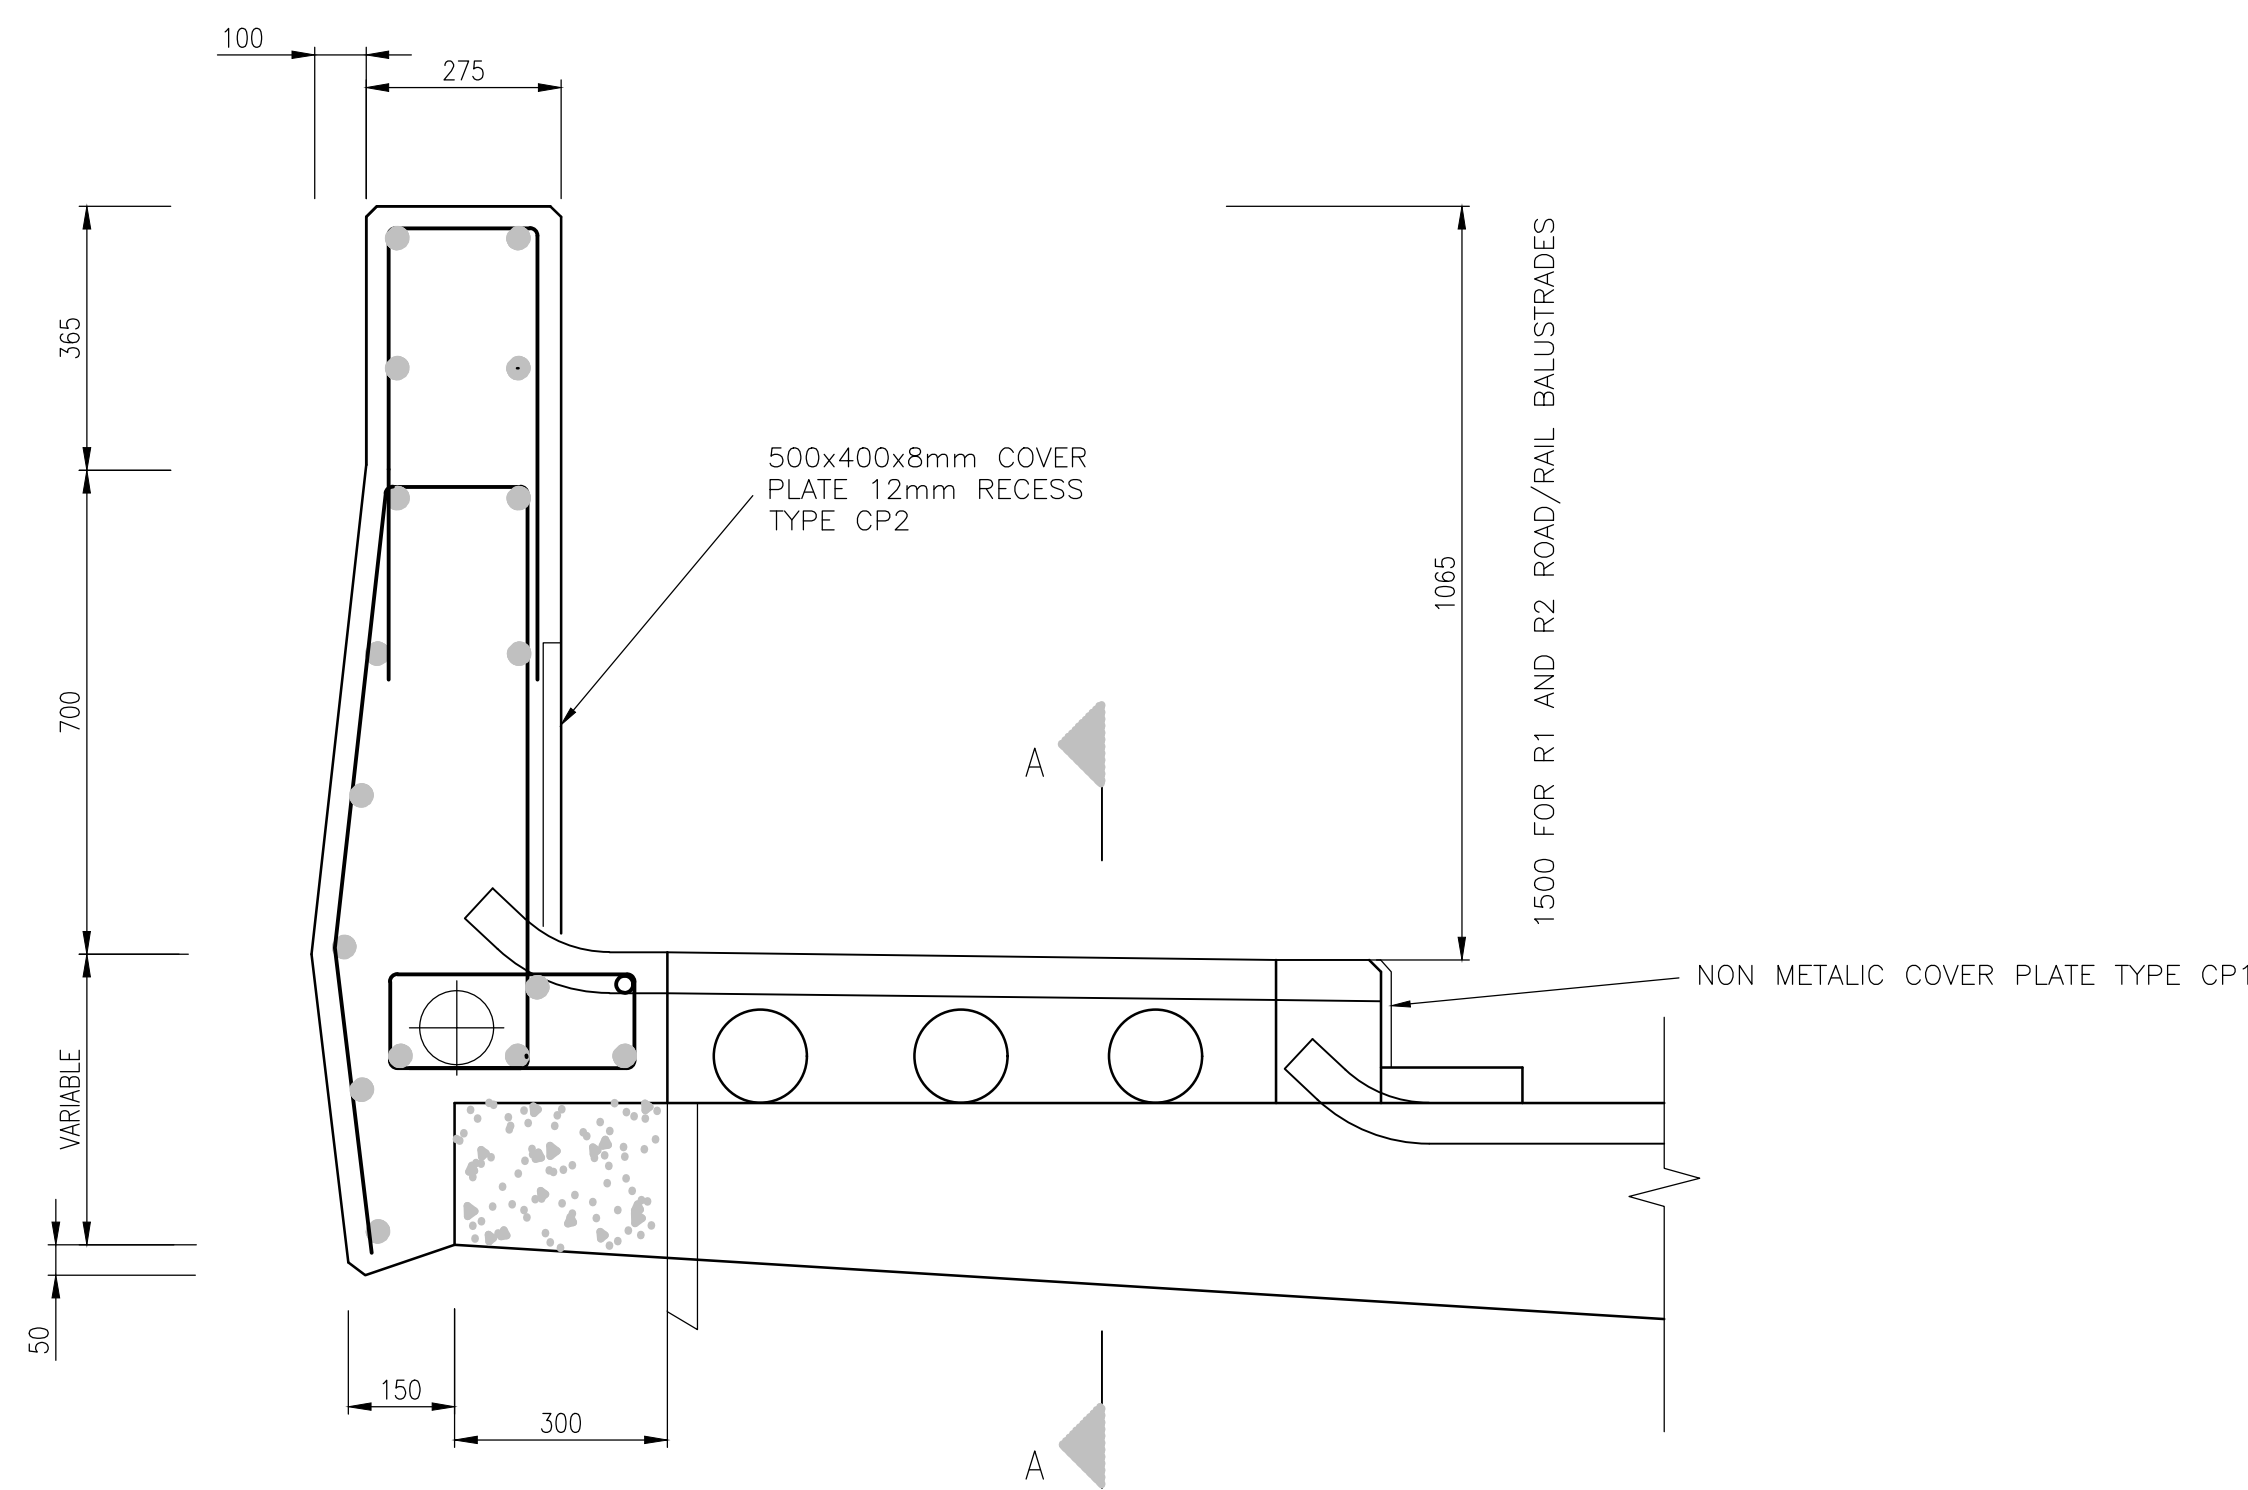 100
275
365
500x400x8mm COVER
PLATE 12mm RECESS
TYPE CP2
1065
1500 FOR R1 AND R2 ROAD/RAIL BALUSTRADES
700
A
NON METALIC COVER PLATE TYPE CP1
VARIABLE
50
150
300
A